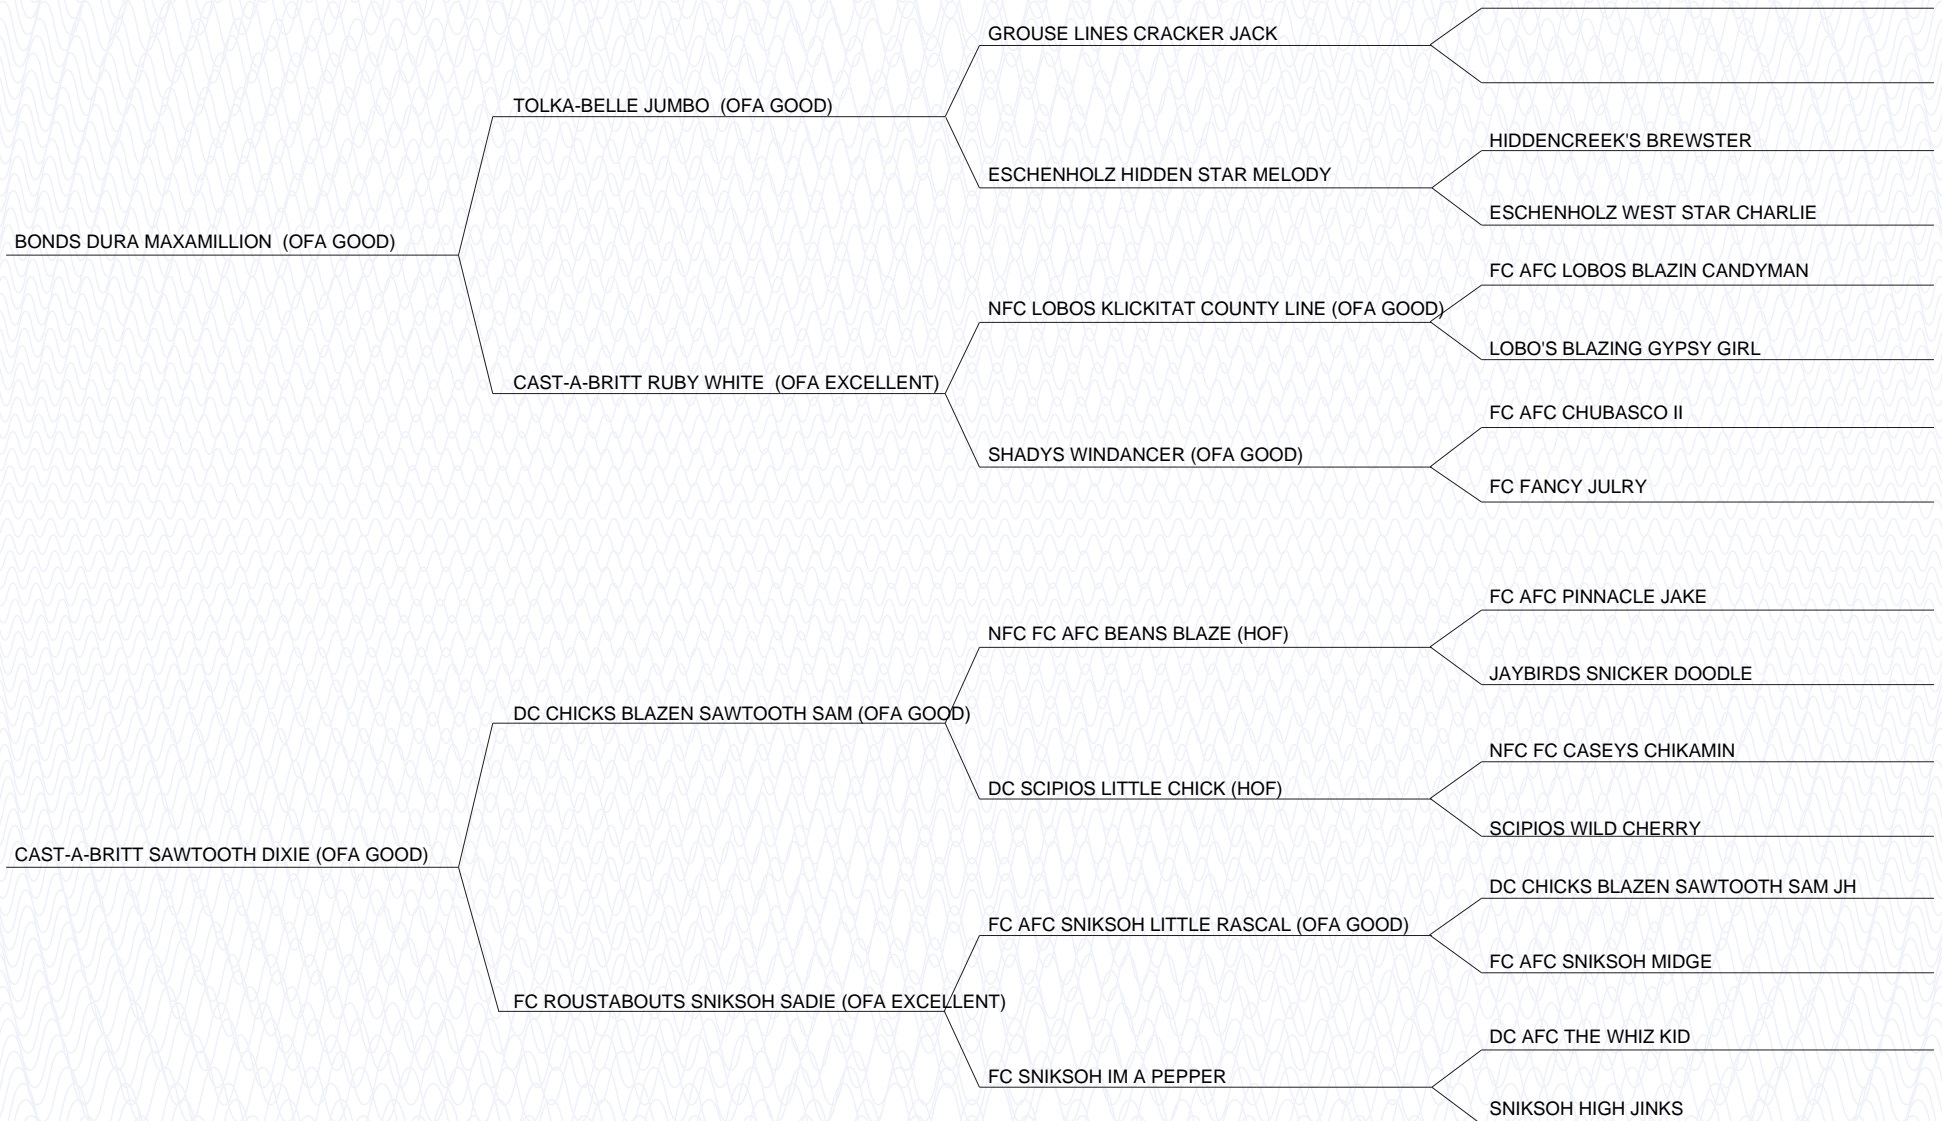 GROUSE LINES CRACKER JACK
TOLKA-BELLE JUMBO  (OFA GOOD)
HIDDENCREEK'S BREWSTER
ESCHENHOLZ HIDDEN STAR MELODY
ESCHENHOLZ WEST STAR CHARLIE
BONDS DURA MAXAMILLION  (OFA GOOD)
FC AFC LOBOS BLAZIN CANDYMAN
NFC LOBOS KLICKITAT COUNTY LINE (OFA GOOD)
LOBO'S BLAZING GYPSY GIRL
CAST-A-BRITT RUBY WHITE  (OFA EXCELLENT)
FC AFC CHUBASCO II
SHADYS WINDANCER (OFA GOOD)
FC FANCY JULRY
FC AFC PINNACLE JAKE
NFC FC AFC BEANS BLAZE (HOF)
JAYBIRDS SNICKER DOODLE
DC CHICKS BLAZEN SAWTOOTH SAM (OFA GOOD)
NFC FC CASEYS CHIKAMIN
DC SCIPIOS LITTLE CHICK (HOF)
SCIPIOS WILD CHERRY
CAST-A-BRITT SAWTOOTH DIXIE (OFA GOOD)
DC CHICKS BLAZEN SAWTOOTH SAM JH
FC AFC SNIKSOH LITTLE RASCAL (OFA GOOD)
FC AFC SNIKSOH MIDGE
FC ROUSTABOUTS SNIKSOH SADIE (OFA EXCELLENT)
DC AFC THE WHIZ KID
FC SNIKSOH IM A PEPPER
SNIKSOH HIGH JINKS